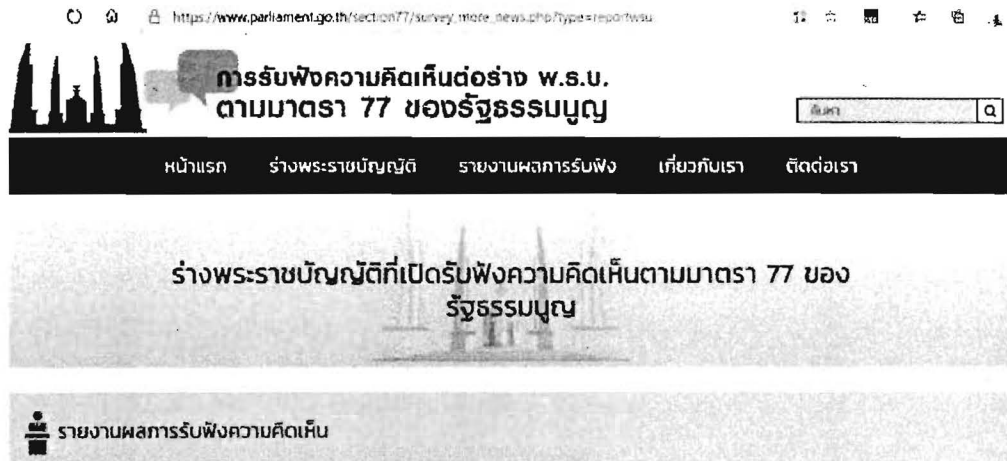 https://www.parliament.go.th/section77/survey_more_news.php?type=reportwsu
การรับฟังความคิดเห็นต่อร่าง พ.ร.บ.
ตามมาตรา 77 ของรัฐธรรมนูญ
ค้นหา
หน้าแรก ร่างพระราชบัญญัติ รายงานผลการรับฟัง เกี่ยวกับเรา ติดต่อเรา
ร่างพระราชบัญญัติที่เปิดรับฟังความคิดเห็นตามมาตรา 77 ของ
รัฐธรรมนูญ
รายงานผลการรับฟังความคิดเห็น